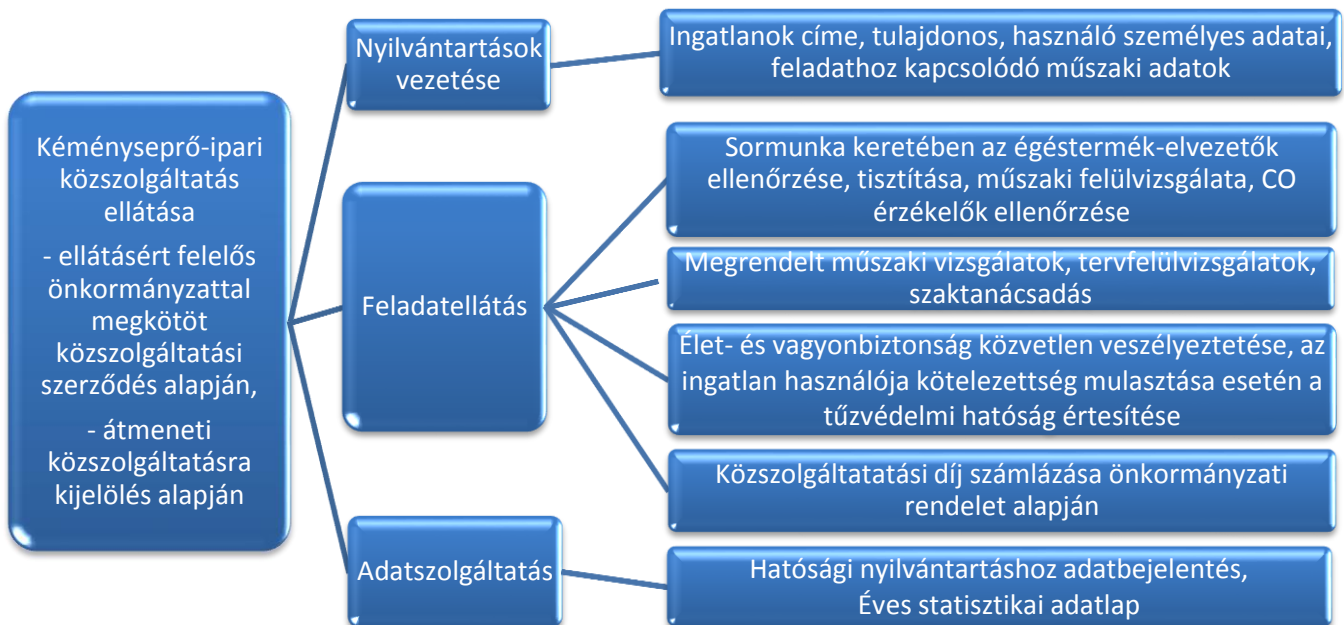 Kéményseprő-ipari
közszolgáltatás
ellátása
- ellátásért felelős
önkormányzattal
megkötöt
közszolgáltatási
szerződés alapján,
- átmeneti
közszolgáltatásra
kijelölés alapján
Nyilvántartások
vezetése
Ingatlanok címe, tulajdonos, használó személyes adatai,
feladathoz kapcsolódó műszaki adatok
Feladatellátás
Sormunka keretében az égéstermék-elvezetők
ellenőrzése, tisztítása, műszaki felülvizsgálata, CO
érzékelők ellenőrzése
Megrendelt műszaki vizsgálatok, tervfelülvizsgálatok,
szaktanácsadás
Élet- és vagyonbiztonság közvetlen veszélyeztetése, az
ingatlan használója kötelezettség mulasztása esetén a
tűzvédelmi hatóság értesítése
Közszolgáltatatási díj számlázása önkormányzati
rendelet alapján
Adatszolgáltatás
Hatósági nyilvántartáshoz adatbejelentés,
Éves statisztikai adatlap